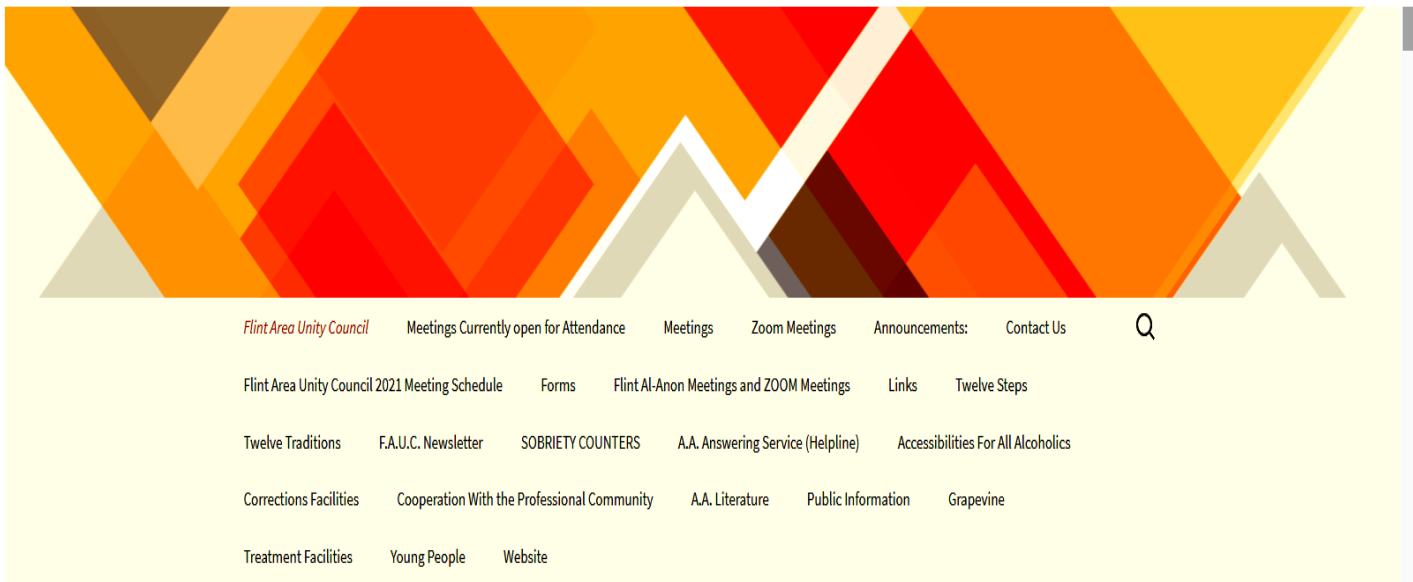 Flint Area Unity Council Meetings Currently open for Attendance Meetings Zoom Meetings Announcements: Contact Us
Flint Area Unity Council 2021 Meeting Schedule Forms Flint Al-Anon Meetings and ZOOM Meetings Links Twelve Steps
Twelve Traditions F.A.U.C. Newsletter SOBRIETY COUNTERS A.A. Answering Service (Helpline) Accessibilities For All Alcoholics
Corrections Facilities Cooperation With the Professional Community A.A. Literature Public Information Grapevine
Treatment Facilities Young People Website